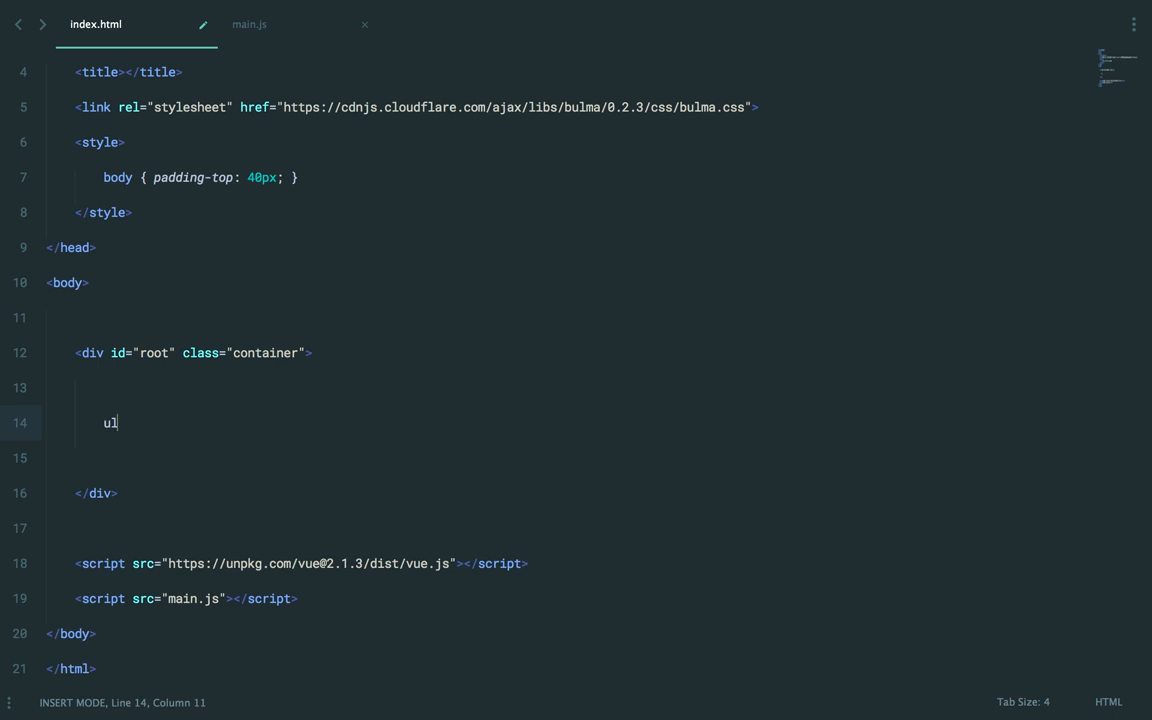 index.html main.js
4 <title></title>
5 <link rel="stylesheet" href="https://cdnjs.cloudflare.com/ajax/libs/bulma/0.2.3/css/bulma.css">
6 <style>
7 body { padding-top: 40px; }
8 </style>
9 </head>
10 <body>
11
12 <div id="root" class="container">
13
14 ul
15
16 </div>
17
18 <script src="https://unpkg.com/vue@2.1.3/dist/vue.js"></script>
19 <script src="main.js"></script>
20 </body>
21 </html>
INSERT MODE, Line 14, Column 11 Tab Size: 4 HTML